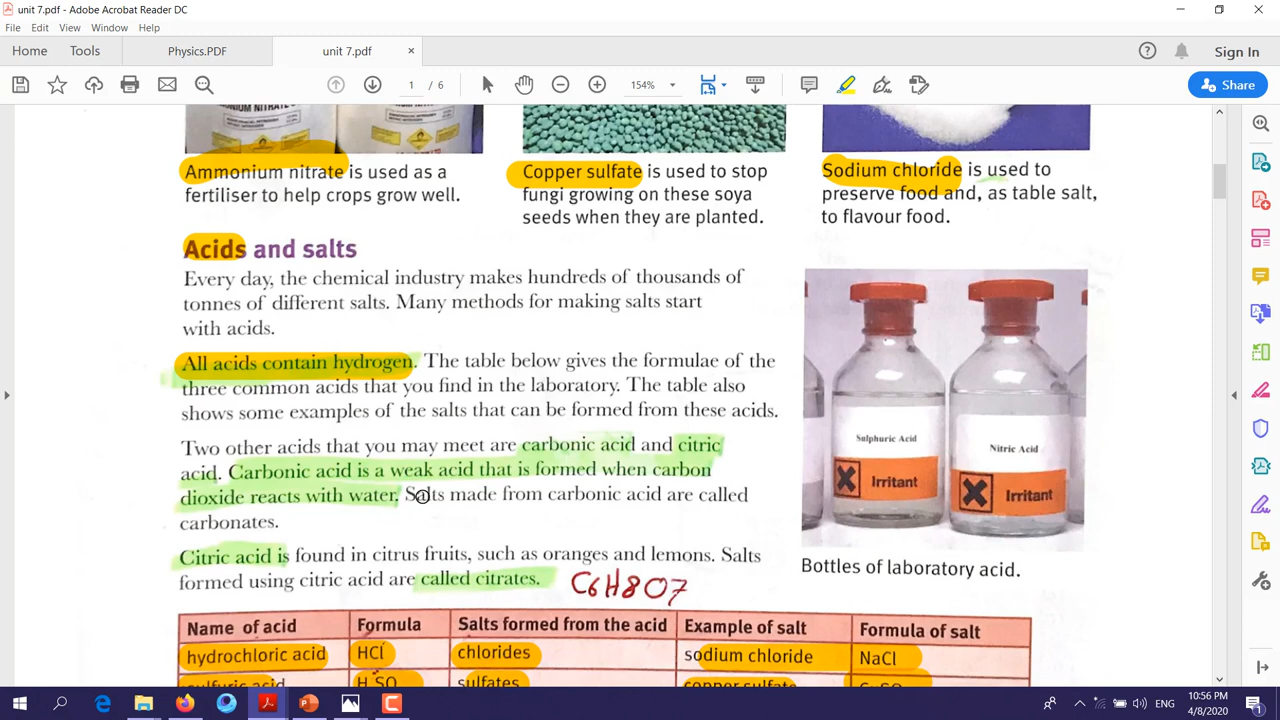 unit 7.pdf - Adobe Acrobat Reader DC
File Edit View Window Help
Home Tools Physics.PDF unit 7.pdf × Sign In
1 / 6 154% Share
Ammonium nitrate is used as a
fertiliser to help crops grow well.
Copper sulfate is used to stop
fungi growing on these soya
seeds when they are planted.
Sodium chloride is used to
preserve food and, as table salt,
to flavour food.
Acids and salts
Every day, the chemical industry makes hundreds of thousands of
tonnes of different salts. Many methods for making salts start
with acids.
All acids contain hydrogen. The table below gives the formulae of the
three common acids that you find in the laboratory. The table also
shows some examples of the salts that can be formed from these acids.
Two other acids that you may meet are carbonic acid and citric
acid. Carbonic acid is a weak acid that is formed when carbon
dioxide reacts with water. Salts made from carbonic acid are called
carbonates.
Citric acid is found in citrus fruits, such as oranges and lemons. Salts
formed using citric acid are called citrates. C6H8O7
Sulphuric Acid
Irritant
Nitric Acid
Irritant
Bottles of laboratory acid.
Name of acid Formula Salts formed from the acid Example of salt Formula of salt
hydrochloric acid HCl chlorides sodium chloride NaCl
sulfuric acid H SO sulfates copper sulfate CuSO
ENG 10:56 PM
4/8/2020